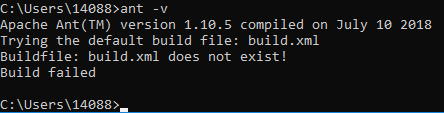 C:\Users\14088>ant -v
Apache Ant(TM) version 1.10.5 compiled on July 10 2018
Trying the default build file: build.xml
Buildfile: build.xml does not exist!
Build failed
C:\Users\14088>